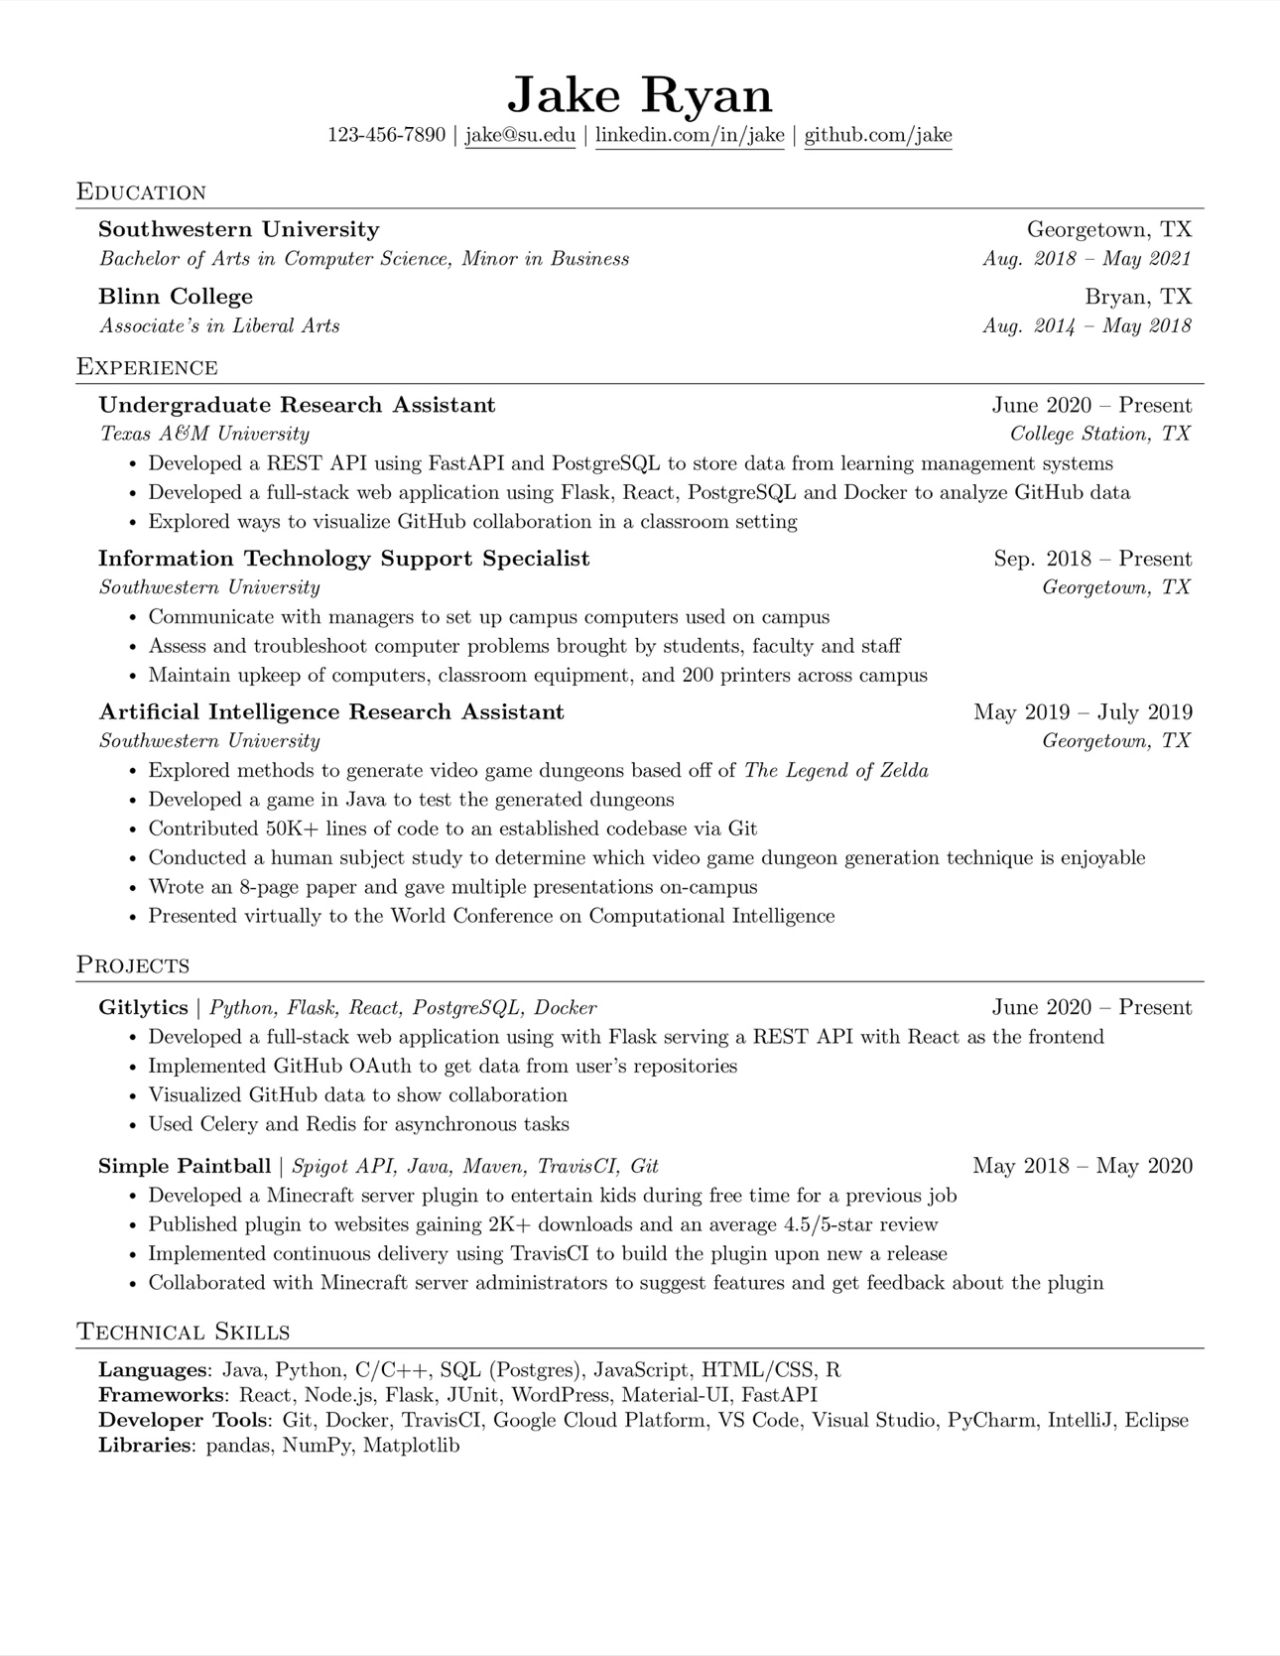 Jake Ryan
123-456-7890 | jake@su.edu | linkedin.com/in/jake | github.com/jake
Education
Southwestern University Georgetown, TX
Bachelor of Arts in Computer Science, Minor in Business Aug. 2018 – May 2021
Blinn College Bryan, TX
Associate's in Liberal Arts Aug. 2014 – May 2018
Experience
Undergraduate Research Assistant June 2020 – Present
Texas A&M University College Station, TX
• Developed a REST API using FastAPI and PostgreSQL to store data from learning management systems
• Developed a full-stack web application using Flask, React, PostgreSQL and Docker to analyze GitHub data
• Explored ways to visualize GitHub collaboration in a classroom setting
Information Technology Support Specialist Sep. 2018 – Present
Southwestern University Georgetown, TX
• Communicate with managers to set up campus computers used on campus
• Assess and troubleshoot computer problems brought by students, faculty and staff
• Maintain upkeep of computers, classroom equipment, and 200 printers across campus
Artificial Intelligence Research Assistant May 2019 – July 2019
Southwestern University Georgetown, TX
• Explored methods to generate video game dungeons based off of The Legend of Zelda
• Developed a game in Java to test the generated dungeons
• Contributed 50K+ lines of code to an established codebase via Git
• Conducted a human subject study to determine which video game dungeon generation technique is enjoyable
• Wrote an 8-page paper and gave multiple presentations on-campus
• Presented virtually to the World Conference on Computational Intelligence
Projects
Gitlytics | Python, Flask, React, PostgreSQL, Docker June 2020 – Present
• Developed a full-stack web application using with Flask serving a REST API with React as the frontend
• Implemented GitHub OAuth to get data from user's repositories
• Visualized GitHub data to show collaboration
• Used Celery and Redis for asynchronous tasks
Simple Paintball | Spigot API, Java, Maven, TravisCI, Git May 2018 – May 2020
• Developed a Minecraft server plugin to entertain kids during free time for a previous job
• Published plugin to websites gaining 2K+ downloads and an average 4.5/5-star review
• Implemented continuous delivery using TravisCI to build the plugin upon new a release
• Collaborated with Minecraft server administrators to suggest features and get feedback about the plugin
Technical Skills
Languages: Java, Python, C/C++, SQL (Postgres), JavaScript, HTML/CSS, R
Frameworks: React, Node.js, Flask, JUnit, WordPress, Material-UI, FastAPI
Developer Tools: Git, Docker, TravisCI, Google Cloud Platform, VS Code, Visual Studio, PyCharm, IntelliJ, Eclipse
Libraries: pandas, NumPy, Matplotlib